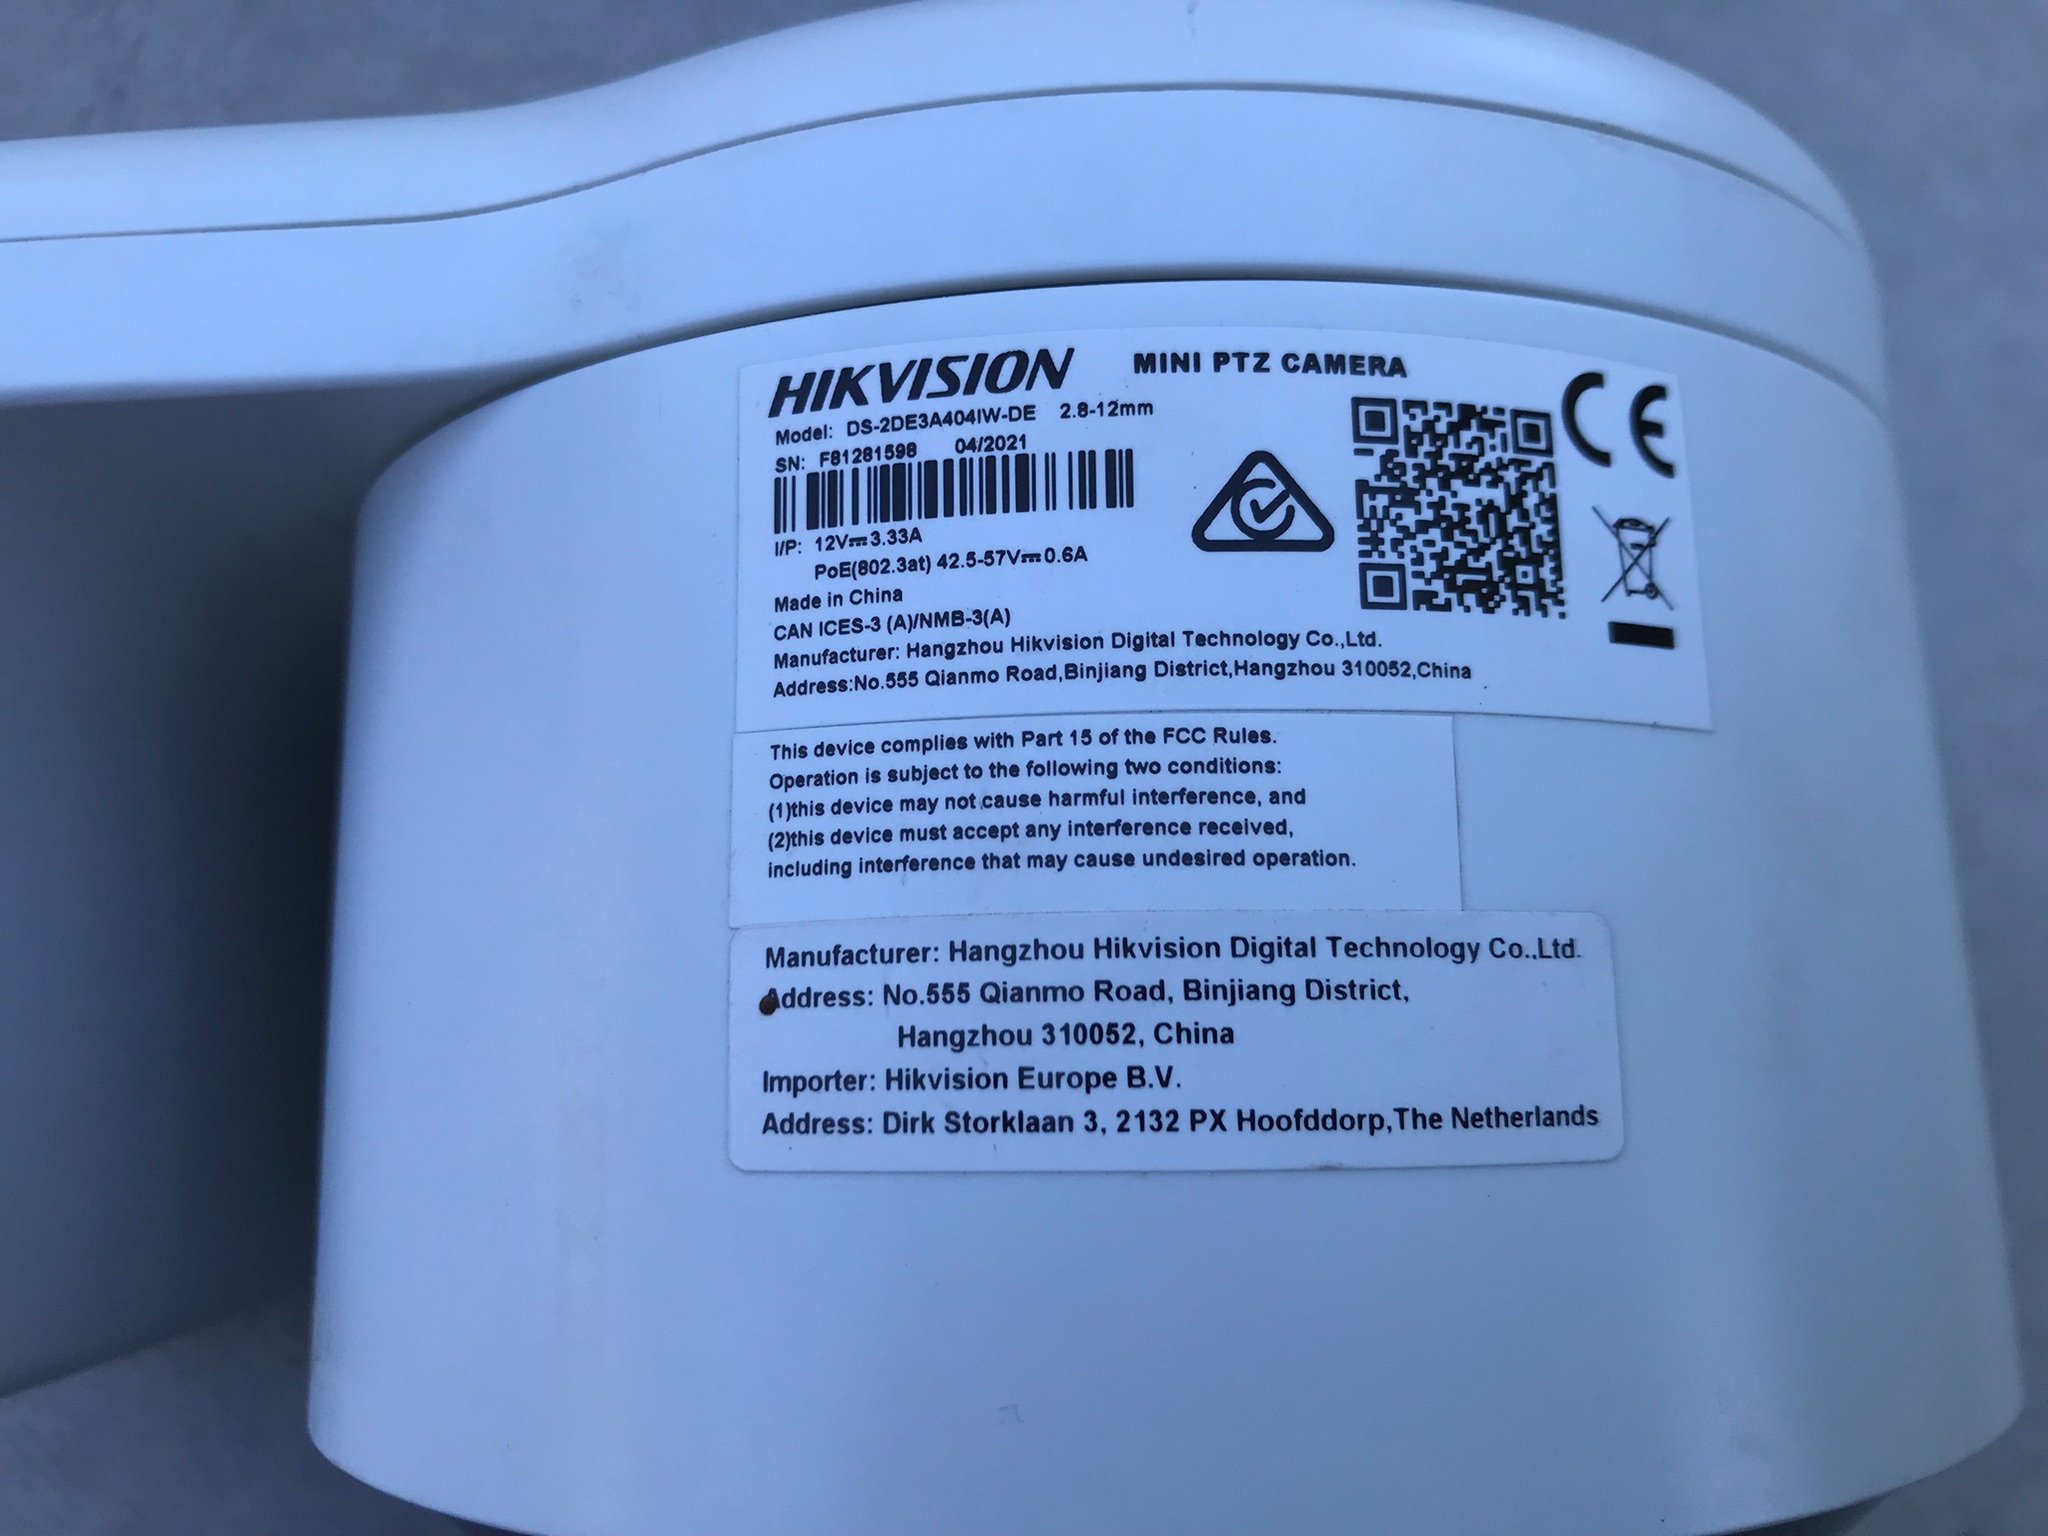 HIKVISION MINI PTZ CAMERA
Model: DS-2DE3A404IW-DE 2.8-12mm
SN: F81281598 04/2021
CE
I/P: 12V⎓3.33A
PoE(802.3at) 42.5-57V⎓0.6A
Made in China
CAN ICES-3 (A)/NMB-3(A)
Manufacturer: Hangzhou Hikvision Digital Technology Co.,Ltd.
Address:No.555 Qianmo Road,Binjiang District,Hangzhou 310052,China
This device complies with Part 15 of the FCC Rules.
Operation is subject to the following two conditions:
(1)this device may not cause harmful interference, and
(2)this device must accept any interference received,
including interference that may cause undesired operation.
Manufacturer: Hangzhou Hikvision Digital Technology Co.,Ltd.
Address: No.555 Qianmo Road, Binjiang District,
Hangzhou 310052, China
Importer: Hikvision Europe B.V.
Address: Dirk Storklaan 3, 2132 PX Hoofddorp,The Netherlands